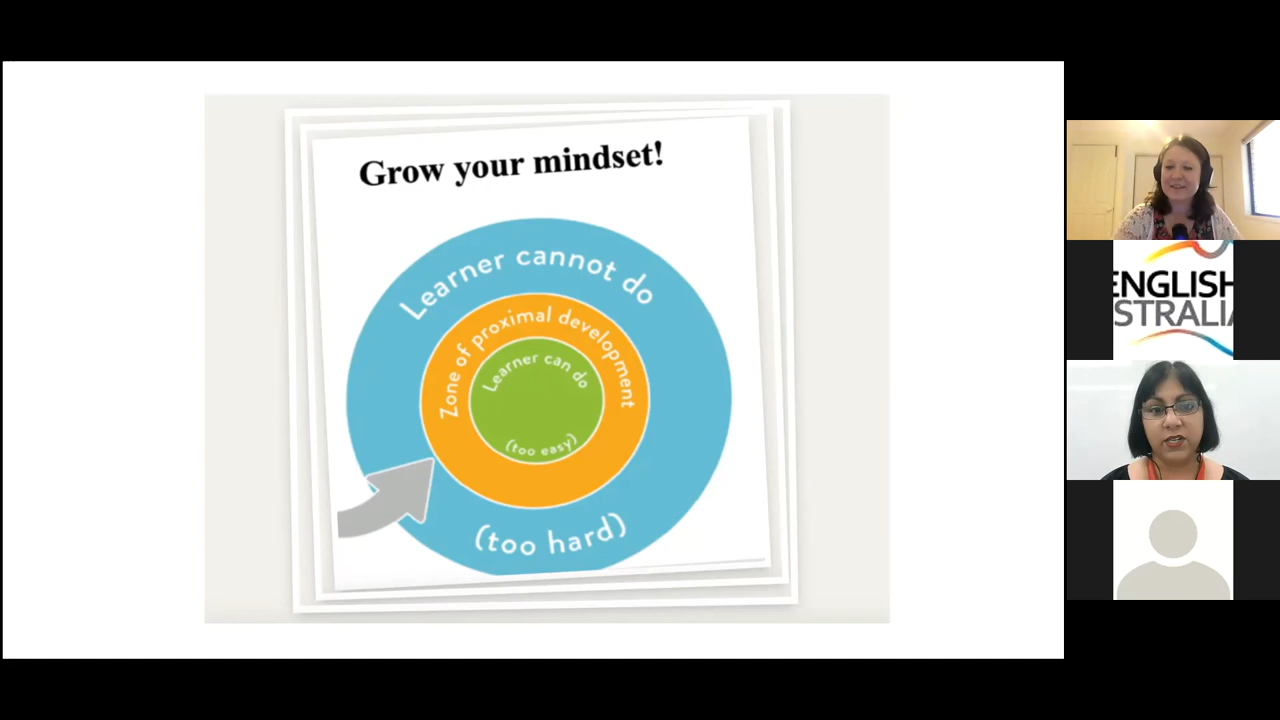 Grow your mindset!
Learner cannot do
Zone of proximal development
Learner can do
(too easy)
(too hard)
ENGLISH
STRALIA